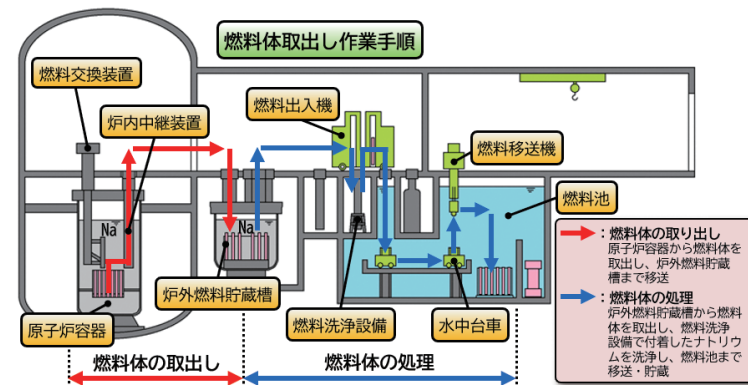 燃料体取出し作業手順
燃料交換装置
炉内中継装置
燃料出入機
燃料移送機
燃料池
Na
Na
原子炉容器
炉外燃料貯蔵槽
燃料洗浄設備
水中台車
燃料体の取出し
燃料体の処理
：燃料体の取り出し
原子炉容器から燃料体を
取出し、炉外燃料貯蔵
槽まで移送
：燃料体の処理
炉外燃料貯蔵槽から燃料
体を取出し、燃料洗浄
設備で付着したナトリウ
ムを洗浄し、燃料池まで
移送・貯蔵